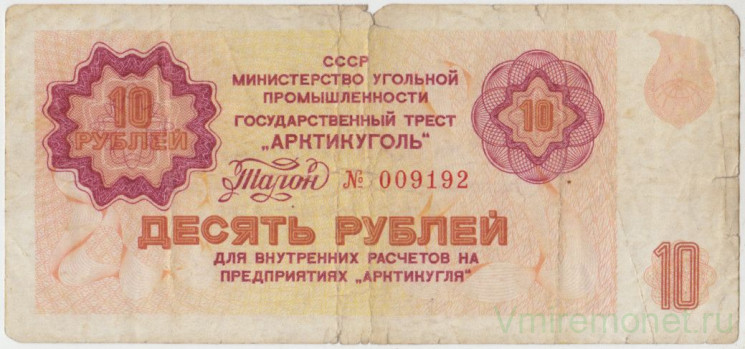 СССР
МИНИСТЕРСТВО УГОЛЬНОЙ
ПРОМЫШЛЕННОСТИ
ГОСУДАРСТВЕННЫЙ ТРЕСТ
„АРКТИКУГОЛЬ"
10
РУБЛЕЙ
10
Талон № 009192
ДЕСЯТЬ РУБЛЕЙ
ДЛЯ ВНУТРЕННИХ РАСЧЕТОВ НА
ПРЕДПРИЯТИЯХ „АРКТИКУГЛЯ"
10
Vmiremonet.ru